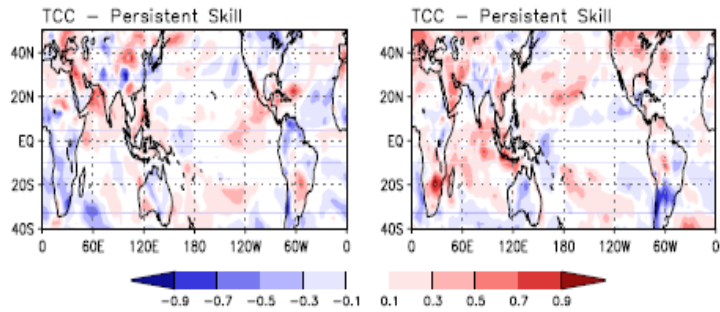 TCC – Persistent Skill
40N
20N
EQ
20S
40S
0 60E 120E 180 120W 60W 0
TCC – Persistent Skill
40N
20N
EQ
20S
40S
0 60E 120E 180 120W 60W 0
−0.9 −0.7 −0.5 −0.3 −0.1 0.1 0.3 0.5 0.7 0.9